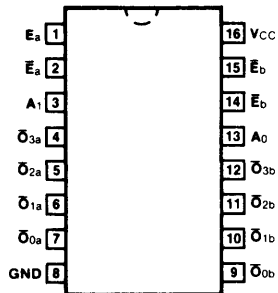 Ea 1 16 VCC
Ēa 2 15 Ēb
A1 3 14 Ēb
Ō3a 4 13 A0
Ō2a 5 12 Ō3b
Ō1a 6 11 Ō2b
Ō0a 7 10 Ō1b
GND 8 9 Ō0b